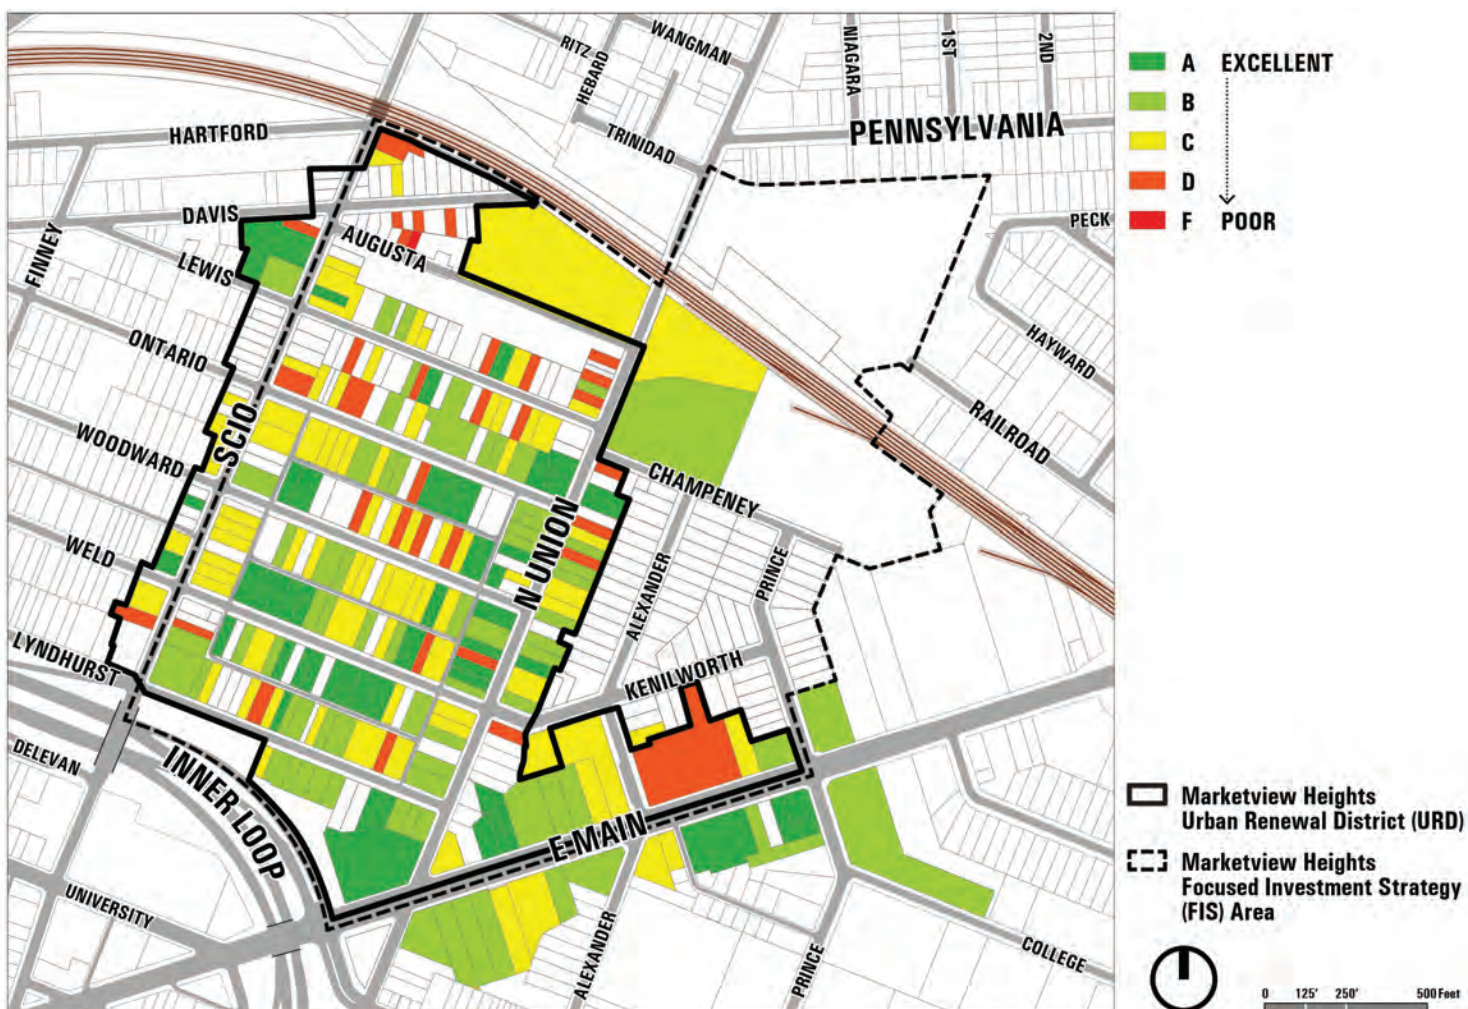 RITZ
WANGMAN
HEBARD
NIAGARA
1ST
2ND
HARTFORD
TRINIDAD
PENNSYLVANIA
DAVIS
AUGUSTA
PECK
FINNEY
LEWIS
ONTARIO
HAYWARD
WOODWARD
SCIO
RAILROAD
CHAMPENEY
WELD
N UNION
PRINCE
ALEXANDER
LYNDHURST
KENILWORTH
DELEVAN
INNER LOOP
E MAIN
UNIVERSITY
ALEXANDER
PRINCE
COLLEGE
A EXCELLENT
B
C
D
F POOR
Marketview Heights
Urban Renewal District (URD)
Marketview Heights
Focused Investment Strategy
(FIS) Area
0 125' 250' 500 Feet